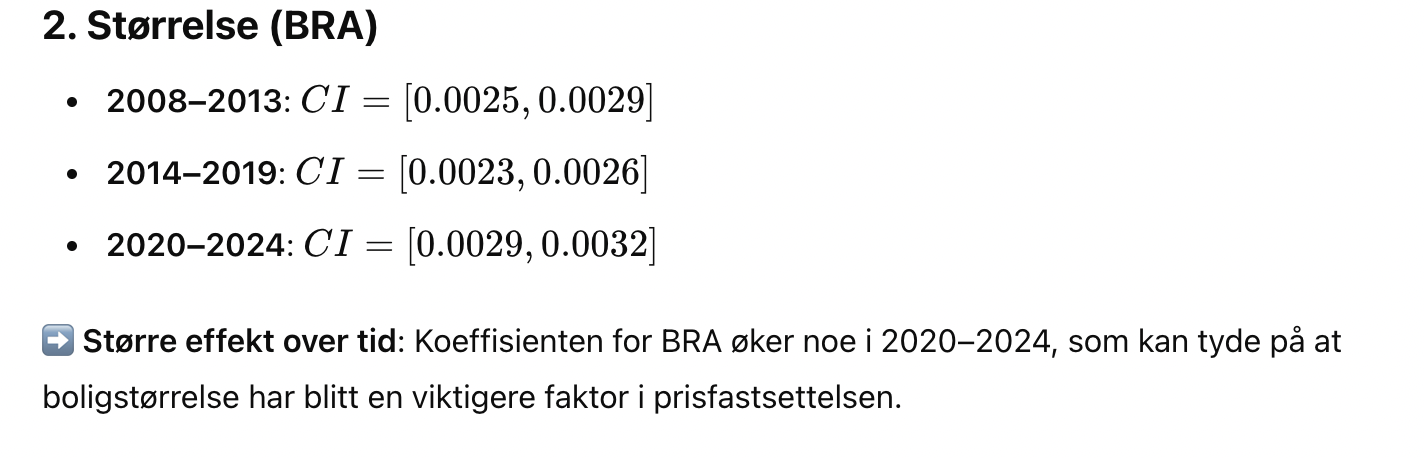 2. Størrelse (BRA)
• 2008–2013: CI = [0.0025, 0.0029]
• 2014–2019: CI = [0.0023, 0.0026]
• 2020–2024: CI = [0.0029, 0.0032]
➡️ Større effekt over tid: Koeffisienten for BRA øker noe i 2020–2024, som kan tyde på at
boligstørrelse har blitt en viktigere faktor i prisfastsettelsen.